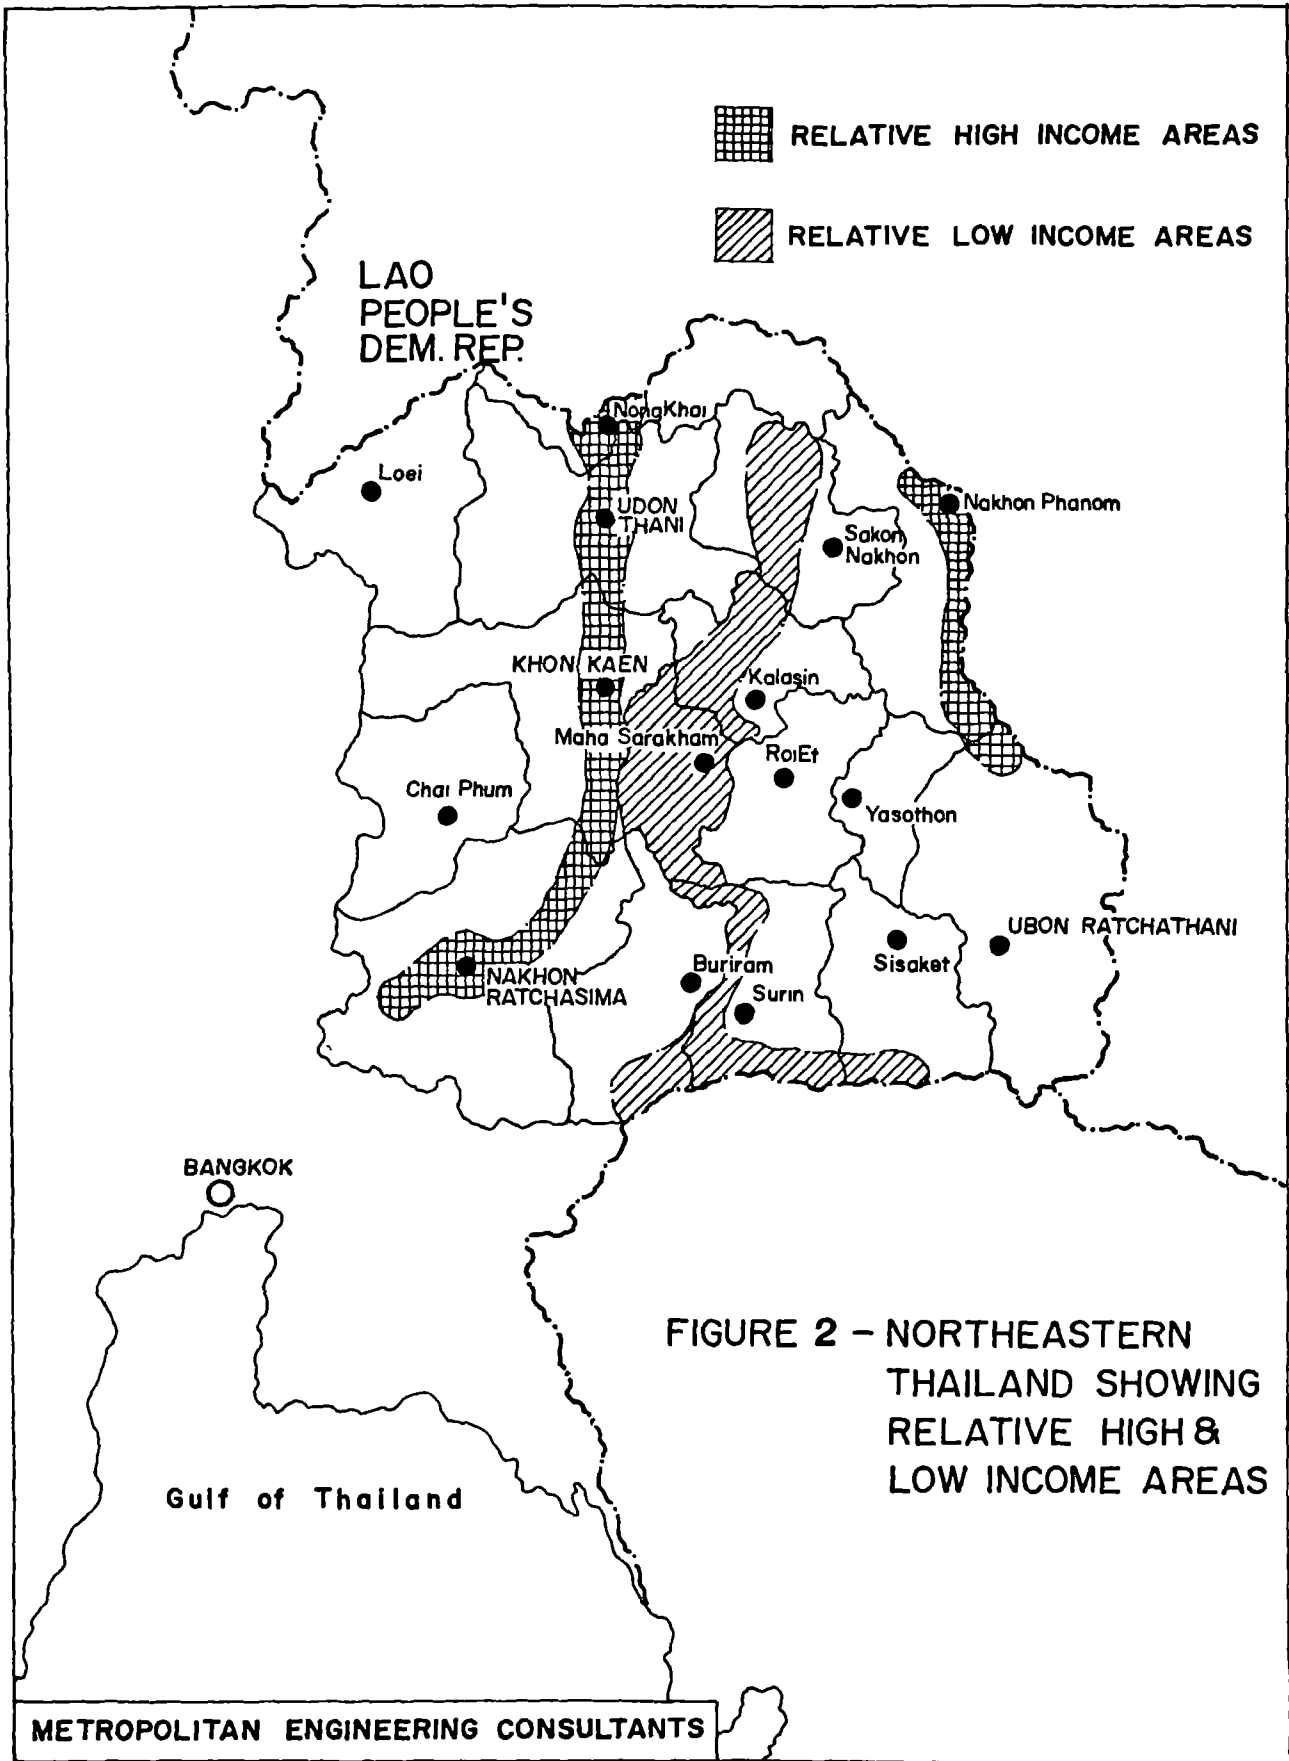 RELATIVE HIGH INCOME AREAS
RELATIVE LOW INCOME AREAS
LAO
PEOPLE'S
DEM. REP.
NongKhai
Loei
UDON
THANI
Nakhon Phanom
Sakon
Nakhon
KHON KAEN
Kalasin
Maha Sarakham
RoiEt
Chai Phum
Yasothon
UBON RATCHATHANI
Sisaket
NAKHON
RATCHASIMA
Buriram
Surin
BANGKOK
FIGURE 2 - NORTHEASTERN
THAILAND SHOWING
RELATIVE HIGH &
LOW INCOME AREAS
Gulf of Thailand
METROPOLITAN ENGINEERING CONSULTANTS